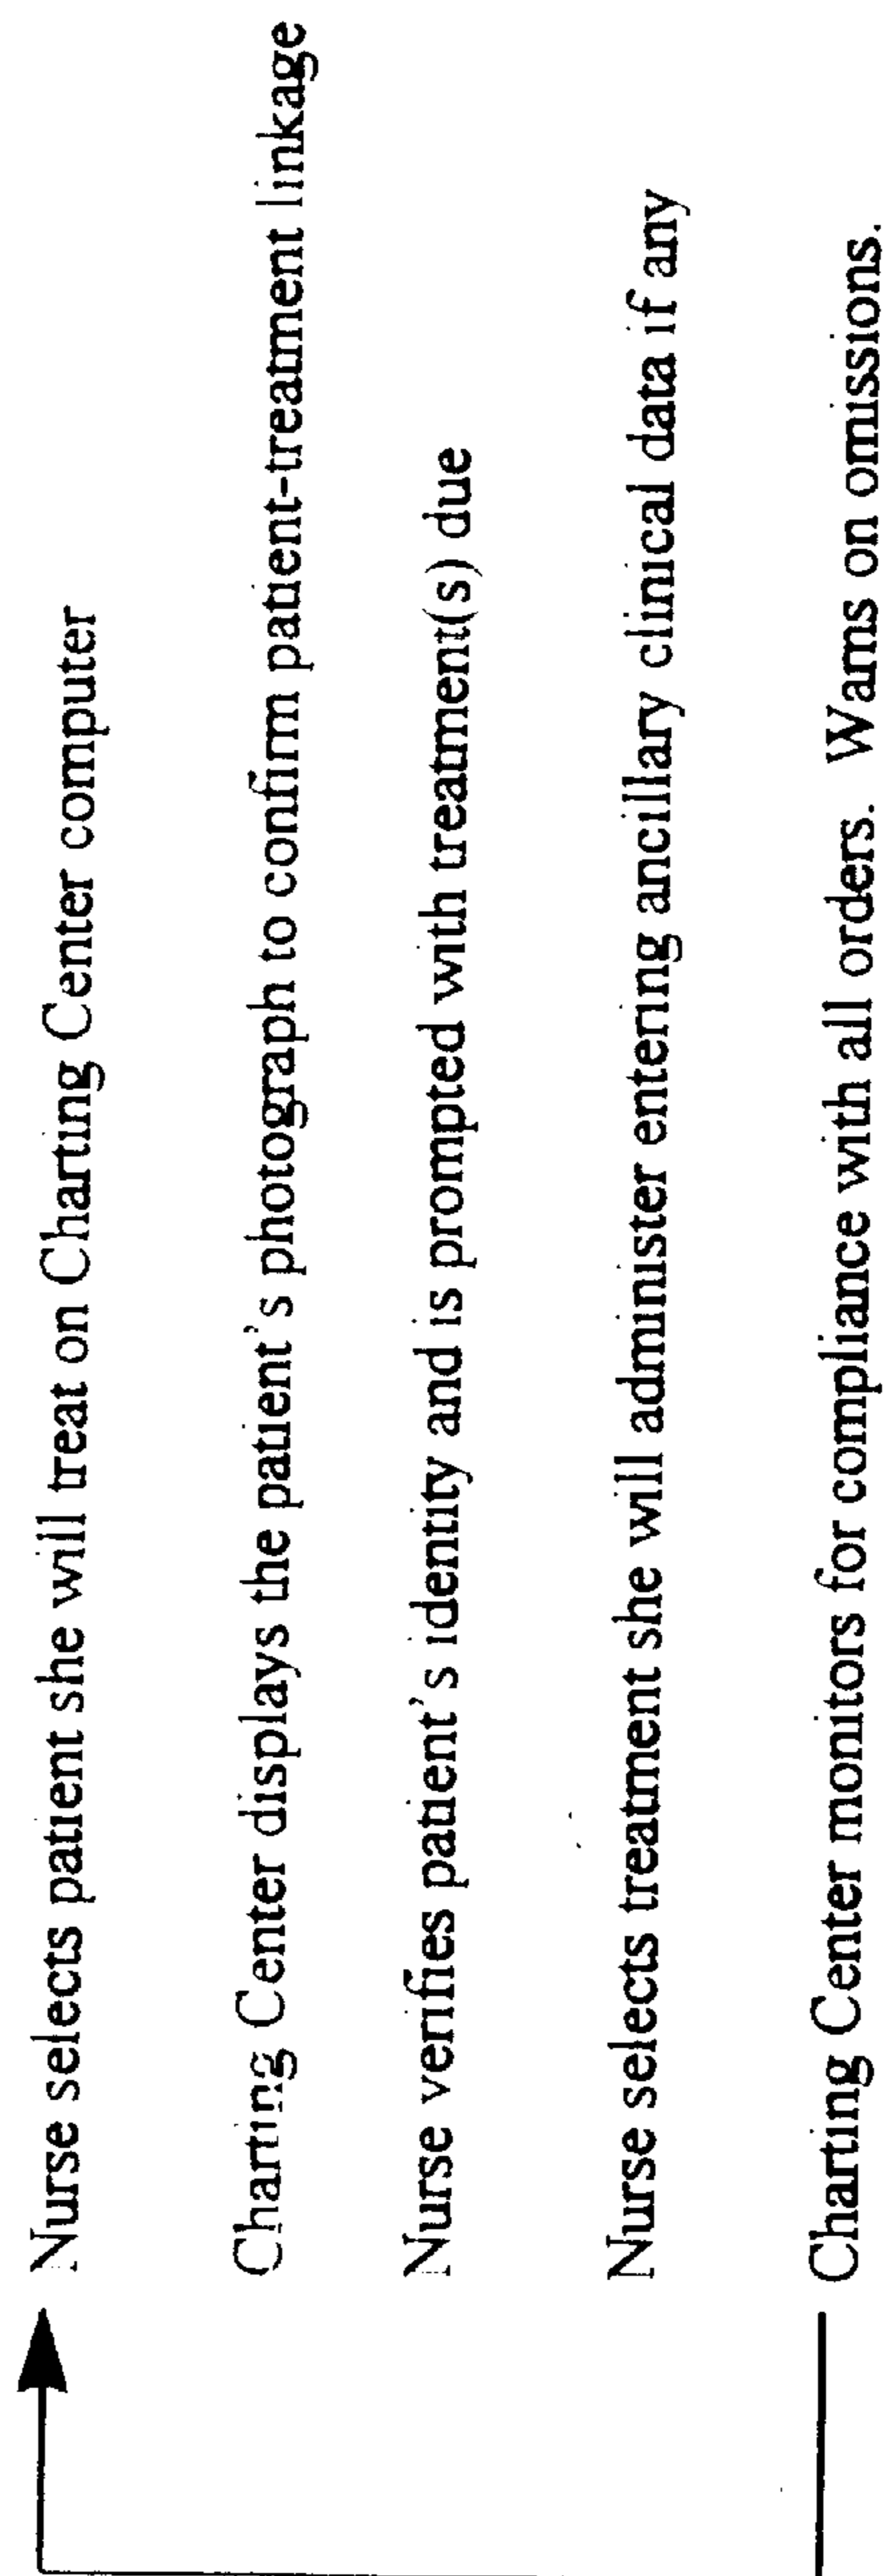 Nurse selects patient she will treat on Charting Center computer
Charting Center displays the patient's photograph to confirm patient-treatment linkage
Nurse verifies patient's identity and is prompted with treatment(s) due
Nurse selects treatment she will administer entering ancillary clinical data if any
Charting Center monitors for compliance with all orders. Warns on omissions.